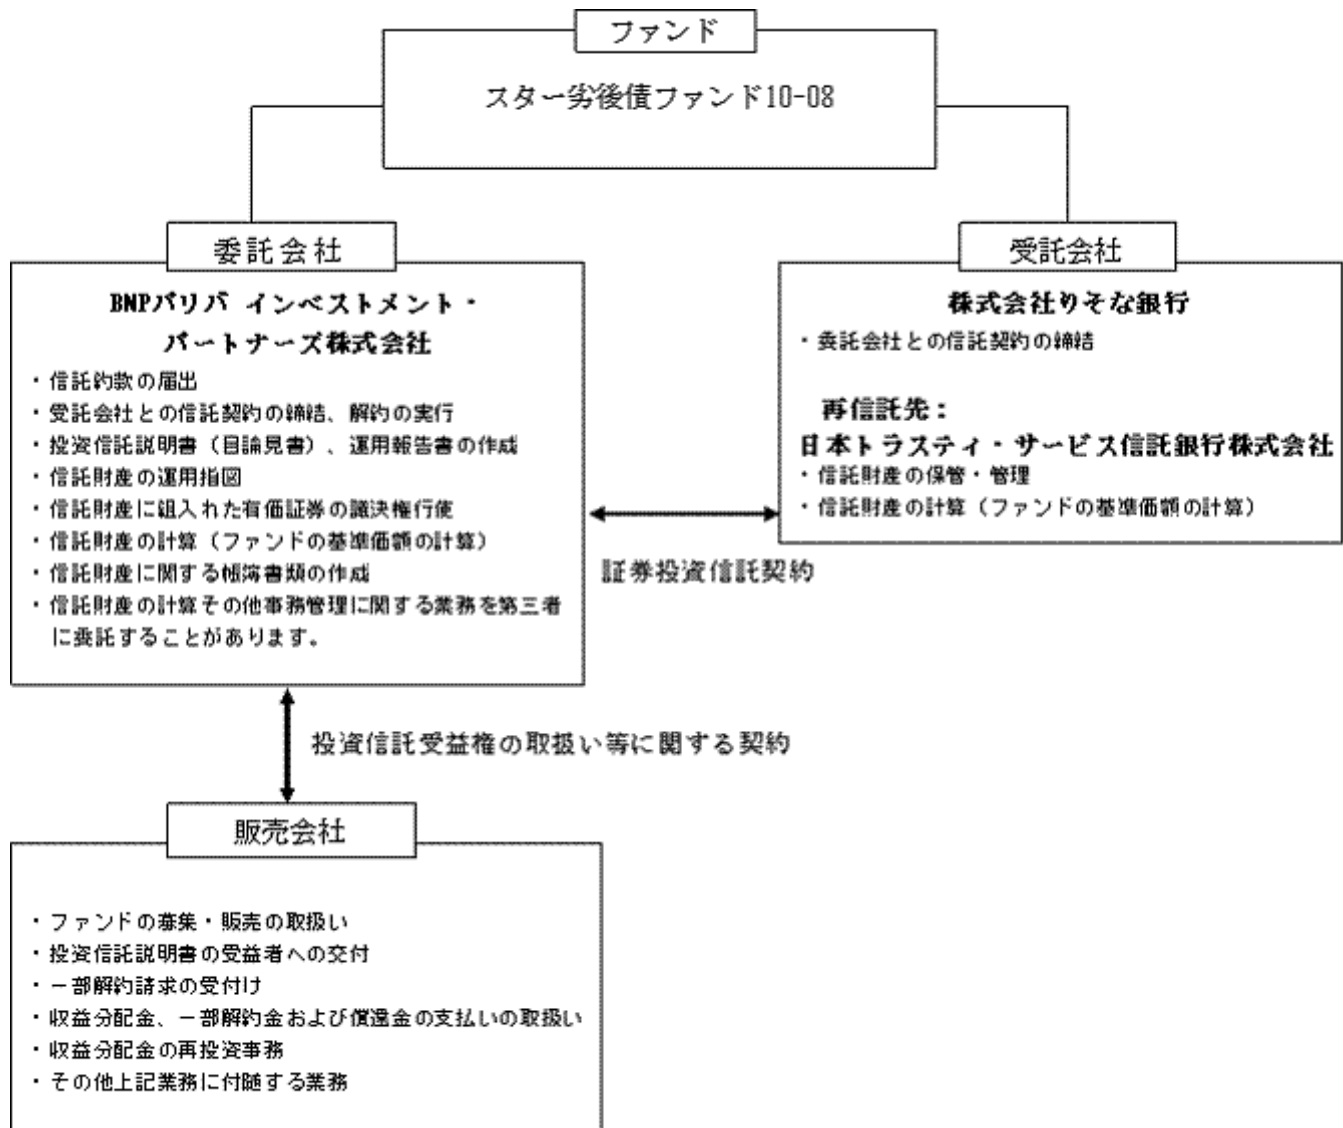 ファンド
スター劣後債ファンド10-08
委託会社
BNPパリバ インベストメント・
パートナーズ株式会社
・信託約款の届出
・受託会社との信託契約の締結、解約の実行
・投資信託説明書（目論見書）、運用報告書の作成
・信託財産の運用指図
・信託財産に組入れた有価証券の議決権行使
・信託財産の計算（ファンドの基準価額の計算）
・信託財産に関する帳簿書類の作成
・信託財産の計算その他事務管理に関する業務を第三者
に委託することがあります。
受託会社
株式会社りそな銀行
・委託会社との信託契約の締結
再信託先：
日本トラスティ・サービス信託銀行株式会社
・信託財産の保管・管理
・信託財産の計算（ファンドの基準価額の計算）
証券投資信託契約
投資信託受益権の取扱い等に関する契約
販売会社
・ファンドの募集・販売の取扱い
・投資信託説明書の受益者への交付
・一部解約請求の受付け
・収益分配金、一部解約金および償還金の支払いの取扱い
・収益分配金の再投資事務
・その他上記業務に付随する業務